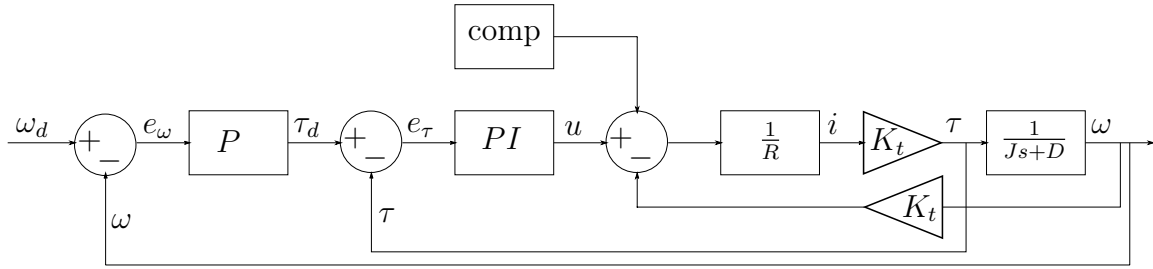 comp
ω_d
+
−
e_ω
P
τ_d
+
−
e_τ
PI
u
+
−
1/R
i
K_t
τ
1/(Js+D)
ω
K_t
τ
ω